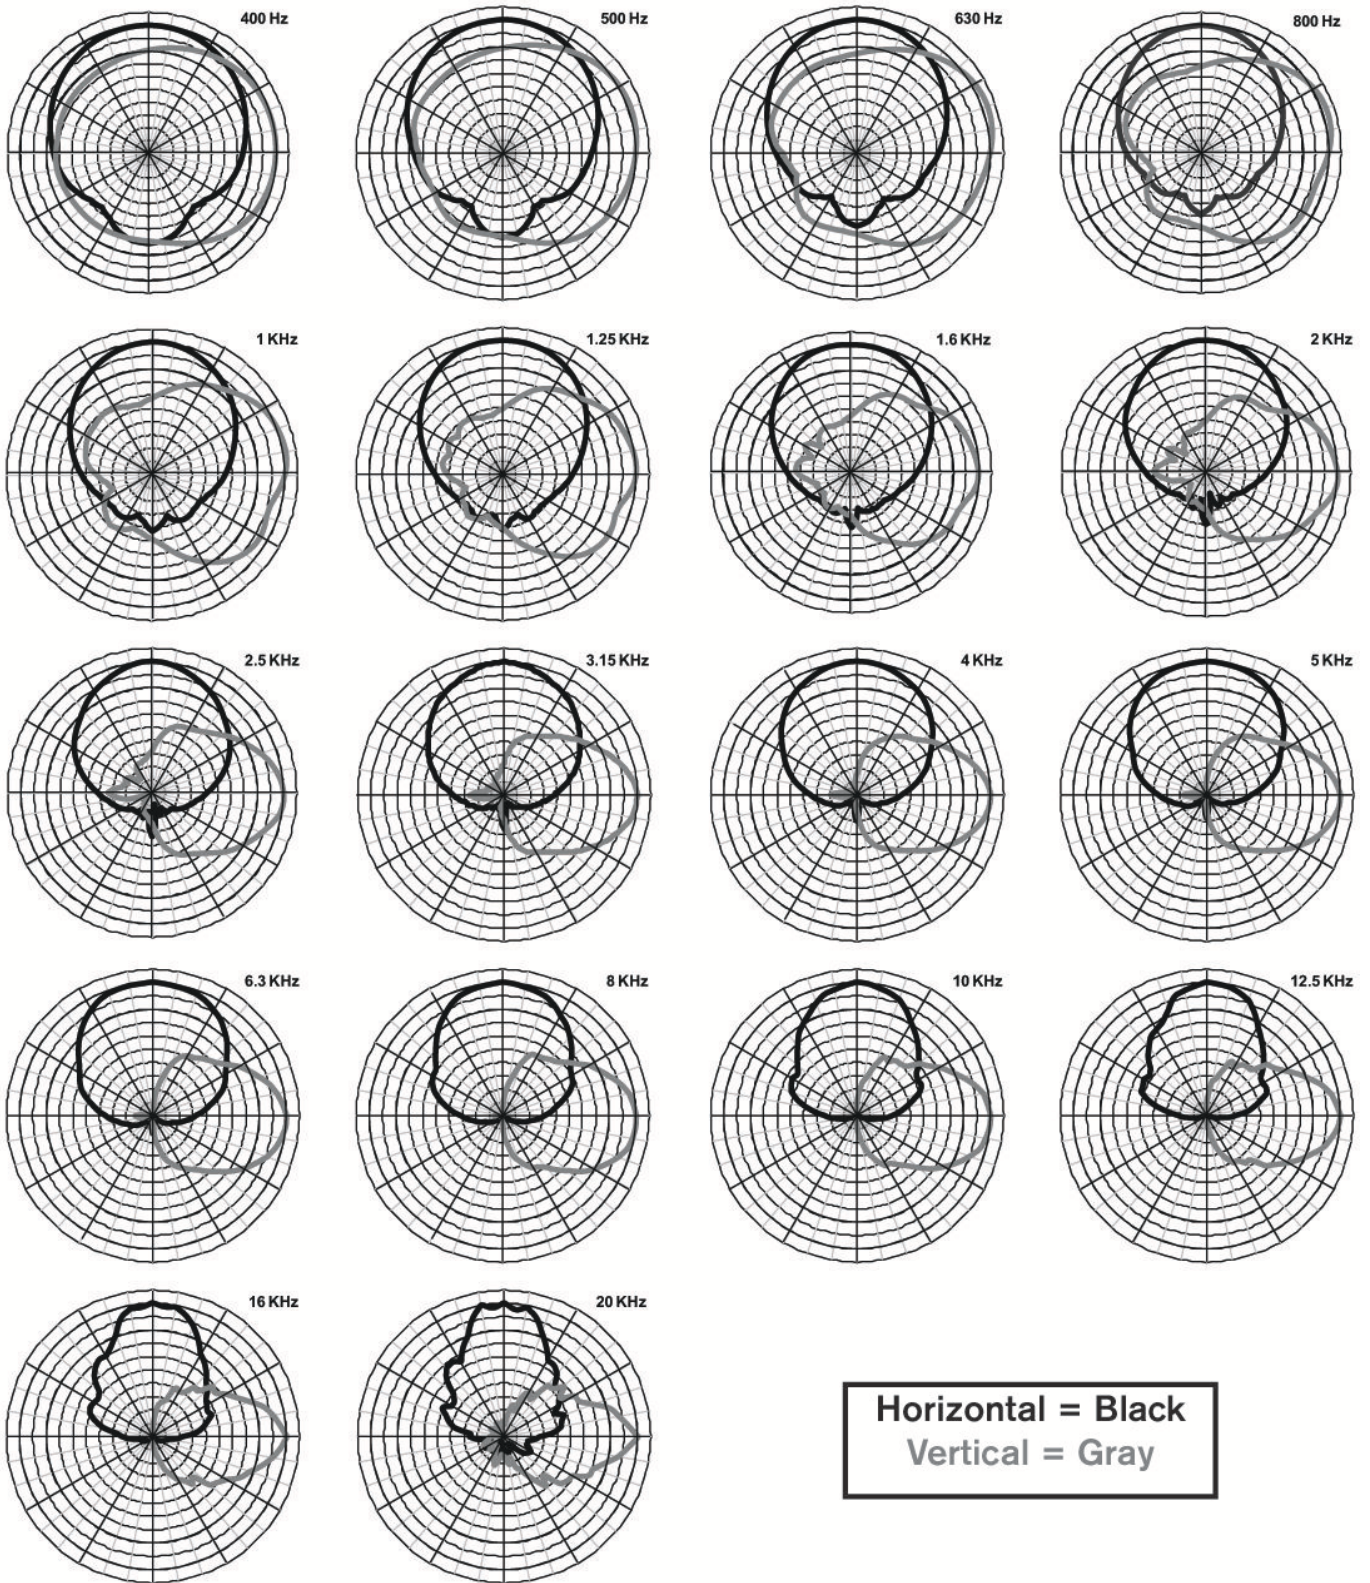 400 Hz
500 Hz
630 Hz
800 Hz
1 KHz
1.25 KHz
1.6 KHz
2 KHz
2.5 KHz
3.15 KHz
4 KHz
5 KHz
6.3 KHz
8 KHz
10 KHz
12.5 KHz
16 KHz
20 KHz
Horizontal = Black
Vertical = Gray